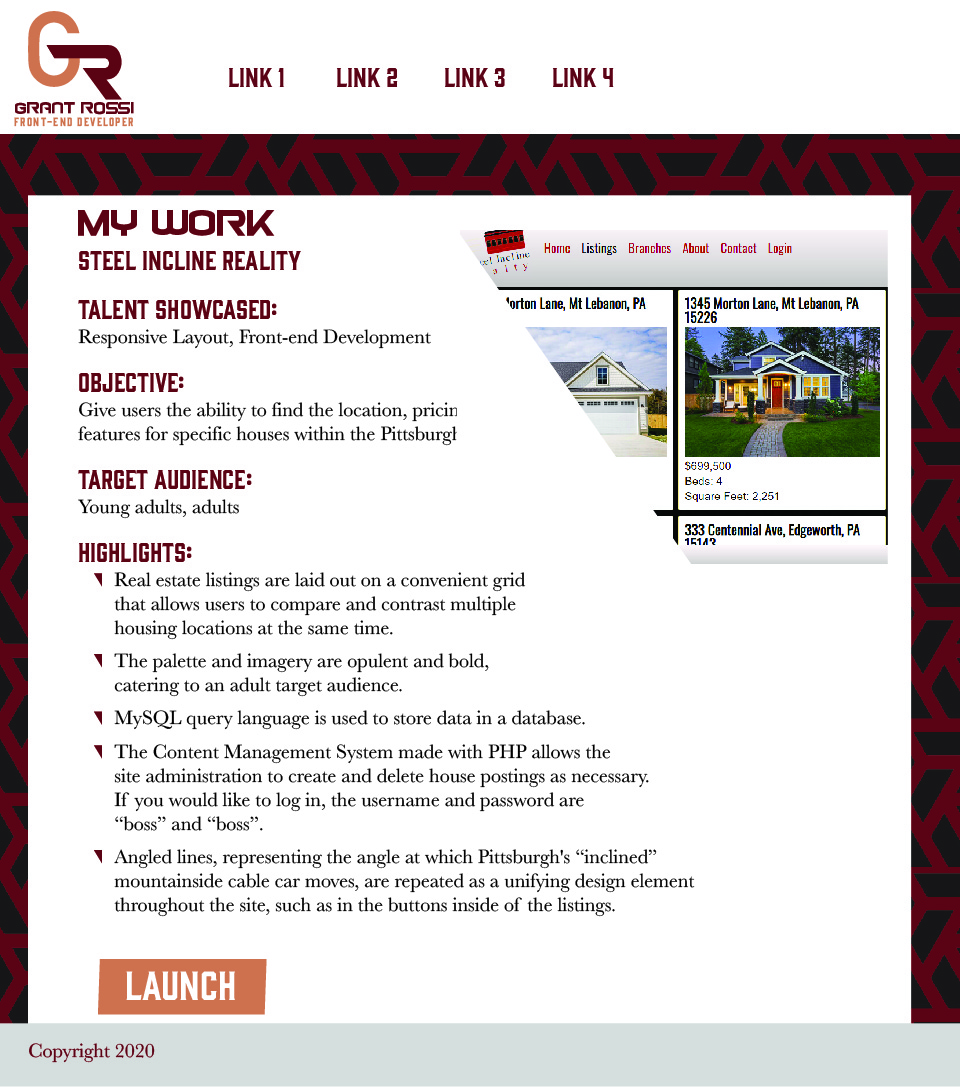 GRANT ROSSI
FRONT-END DEVELOPER
LINK 1 LINK 2 LINK 3 LINK 4
MY WORK
STEEL INCLINE REALITY
TALENT SHOWCASED:
Responsive Layout, Front-end Development
OBJECTIVE:
Give users the ability to find the location,
features for specific houses within the
TARGET AUDIENCE:
Young adults, adults
HIGHLIGHTS:
Real estate listings are laid out on a convenient grid
that allows users to compare and contrast multiple
housing locations at the same time.
The palette and imagery are opulent and bold,
catering to an adult target audience.
MySQL query language is used to store data in a database.
The Content Management System made with PHP allows the
site administration to create and delete house postings as necessary.
If you would like to log in, the username and password are
“boss” and “boss”.
Angled lines, representing the angle at which Pittsburgh's “inclined”
mountainside cable car moves, are repeated as a unifying design element
throughout the site, such as in the buttons inside of the listings.
LAUNCH
Home Listings Branches About Contact Login
Lane, Mt Lebanon, PA
1345 Morton Lane, Mt Lebanon, PA
15226
$699,500
Beds: 4
Square Feet: 2,251
333 Centennial Ave, Edgeworth, PA
15143
Copyright 2020